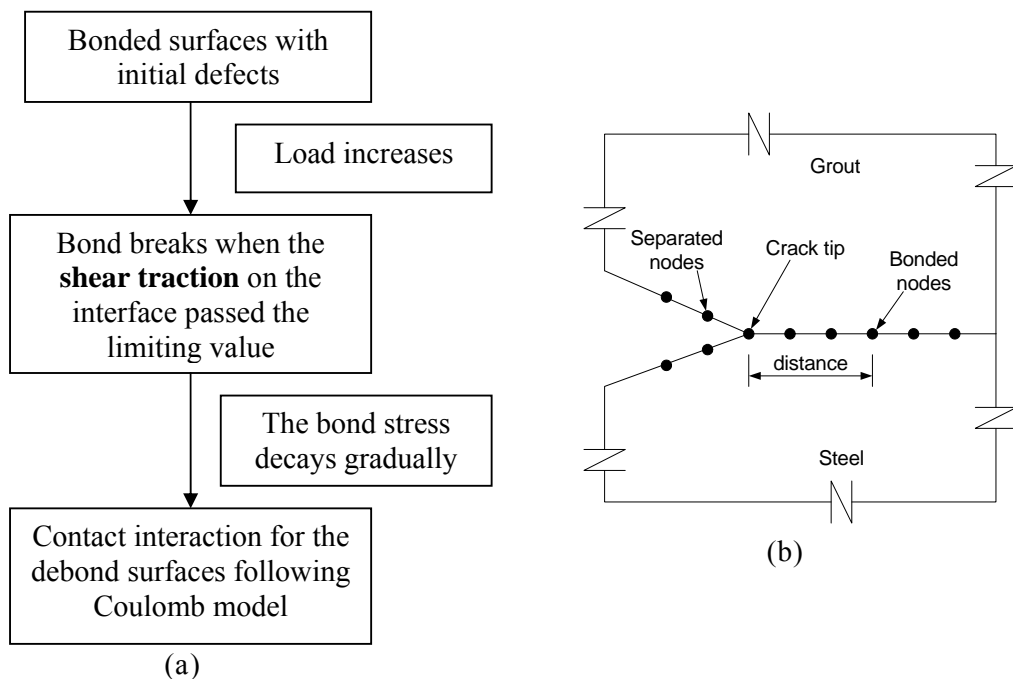 Bonded surfaces with
initial defects
Load increases
Bond breaks when the
shear traction on the
interface passed the
limiting value
The bond stress
decays gradually
Contact interaction for the
debond surfaces following
Coulomb model
(a)
Grout
Separated
nodes
Crack tip
Bonded
nodes
distance
Steel
(b)